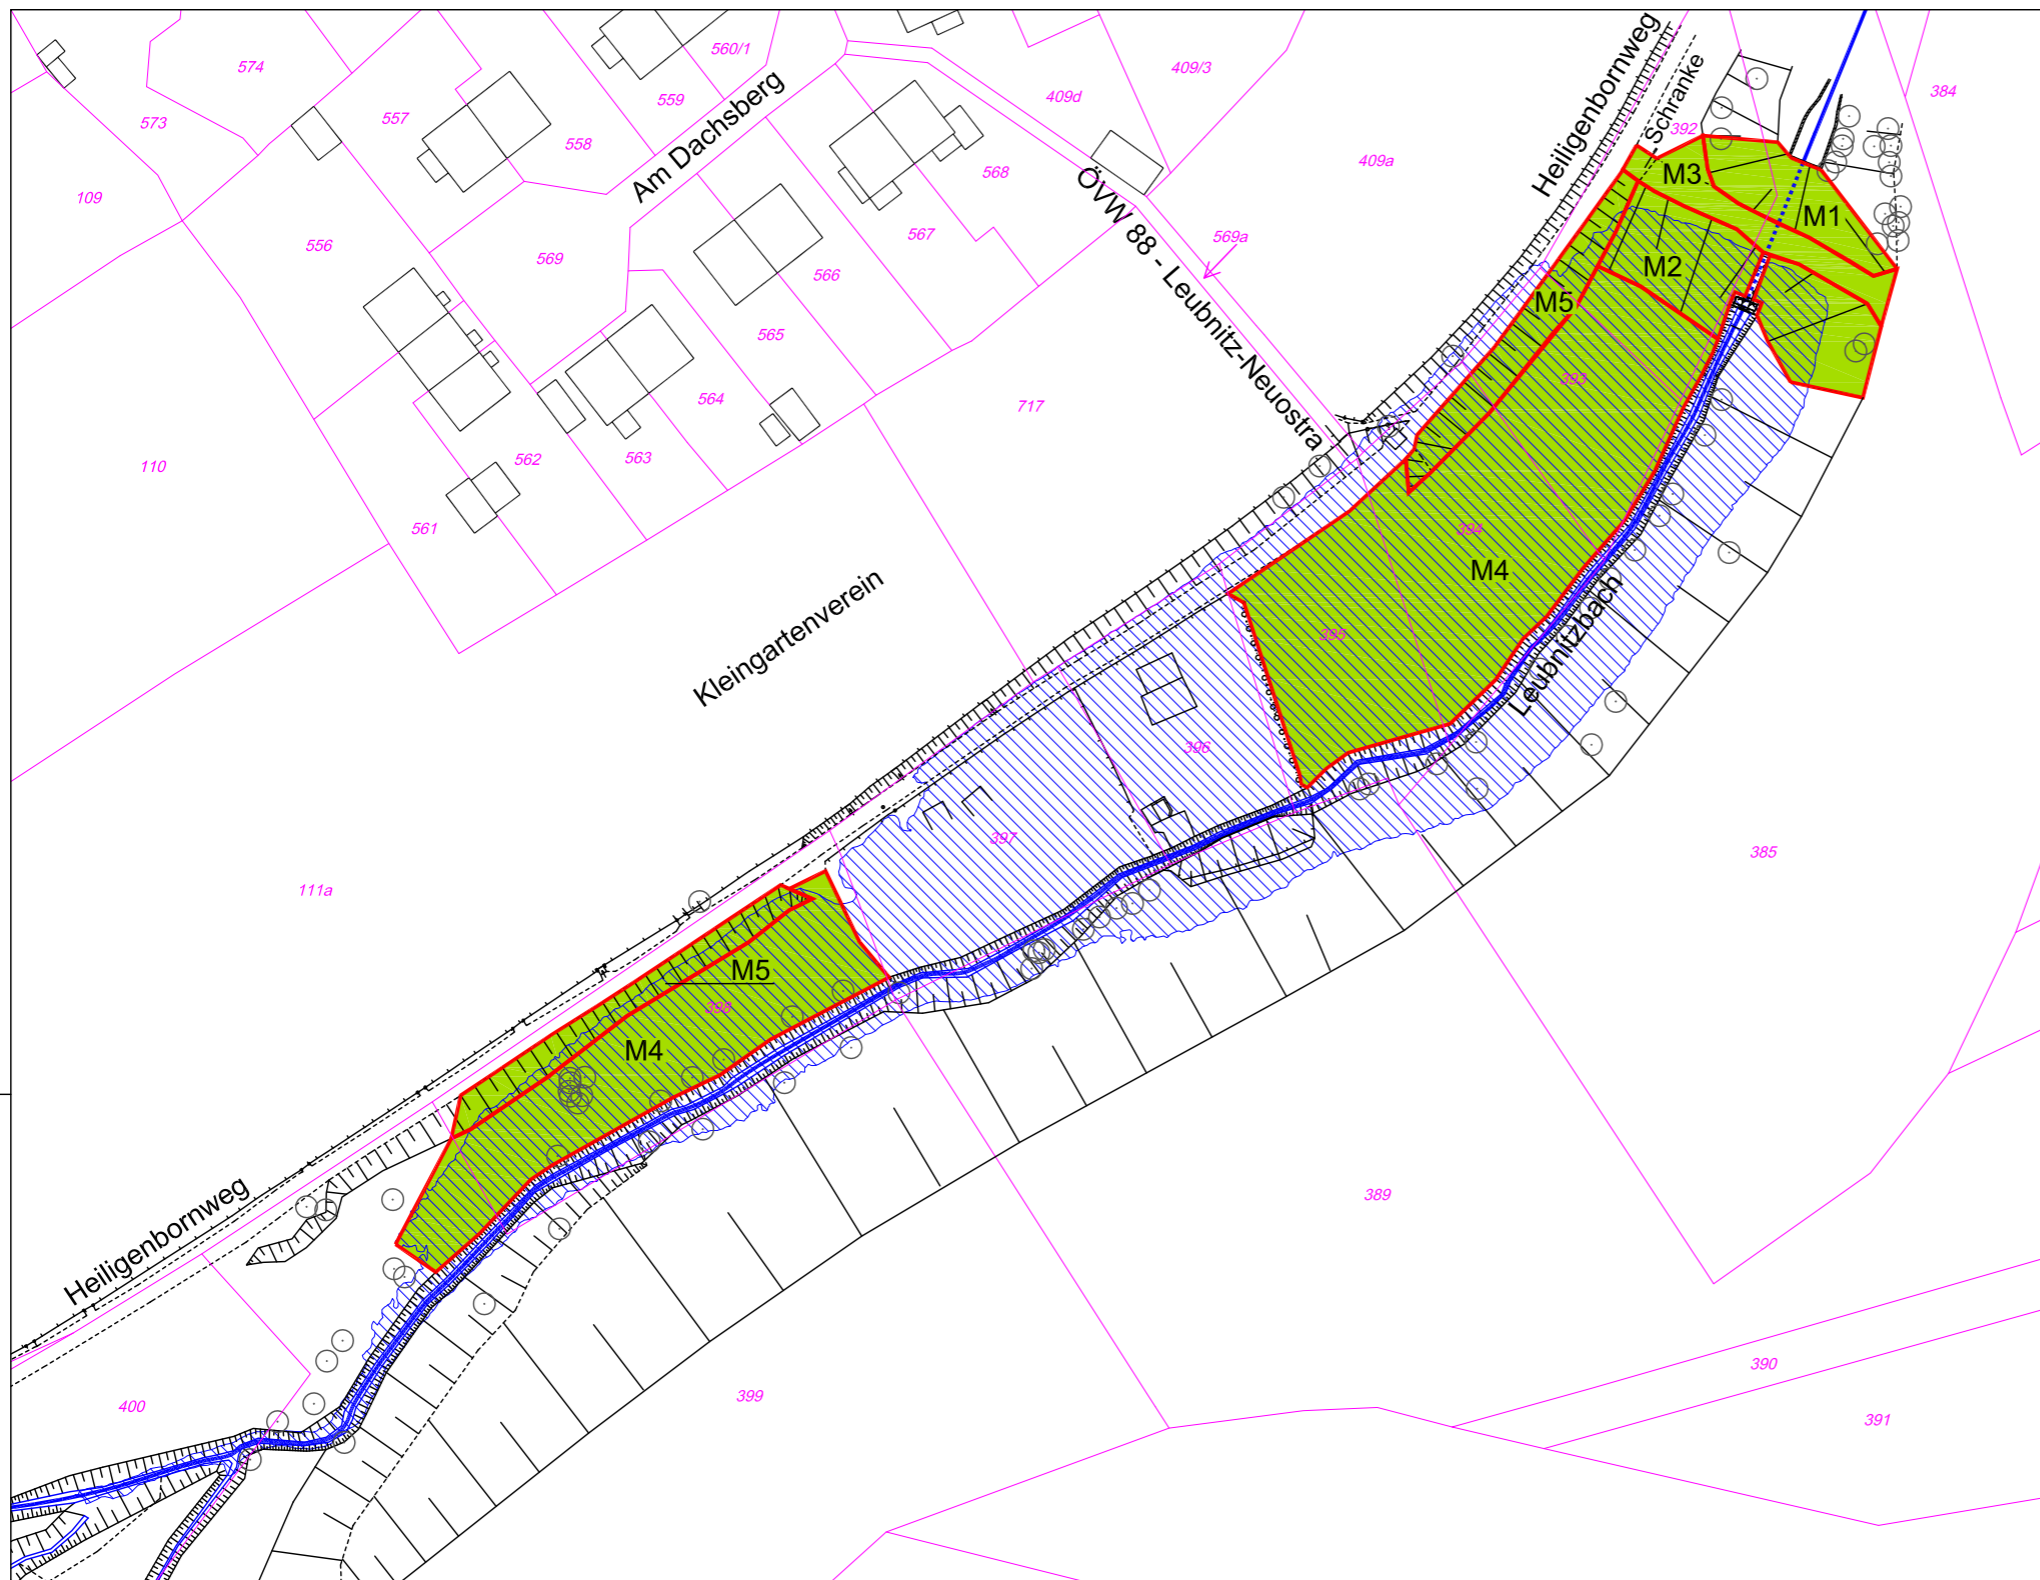 574
560/1
559
409/3
409d
384
573
557
558
Am Dachsberg
568
409a
Heiligenbornweg
Schranke
392
M3
M1
109
556
569
567
566
ÖVW 88 - Leubnitz-Neuostra
569a
M2
M5
565
564
717
393
110
562
563
561
394
M4
395
Leubnitzbach
Kleingartenverein
396
397
385
111a
M5
398
M4
389
Heiligenbornweg
400
399
390
391